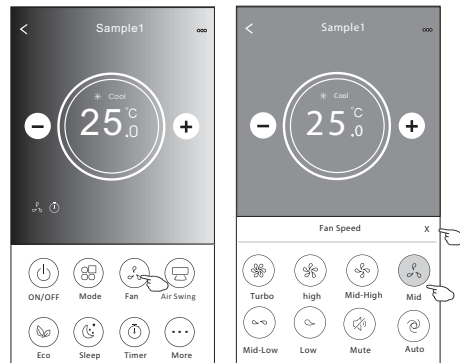 Sample1
Cool
25.0 °C
ON/OFF Mode Fan Air Swing
Eco Sleep Timer More
Sample1
Cool
25.0 °C
Fan Speed X
Turbo high Mid-High Mid
Mid-Low Low Mute Auto